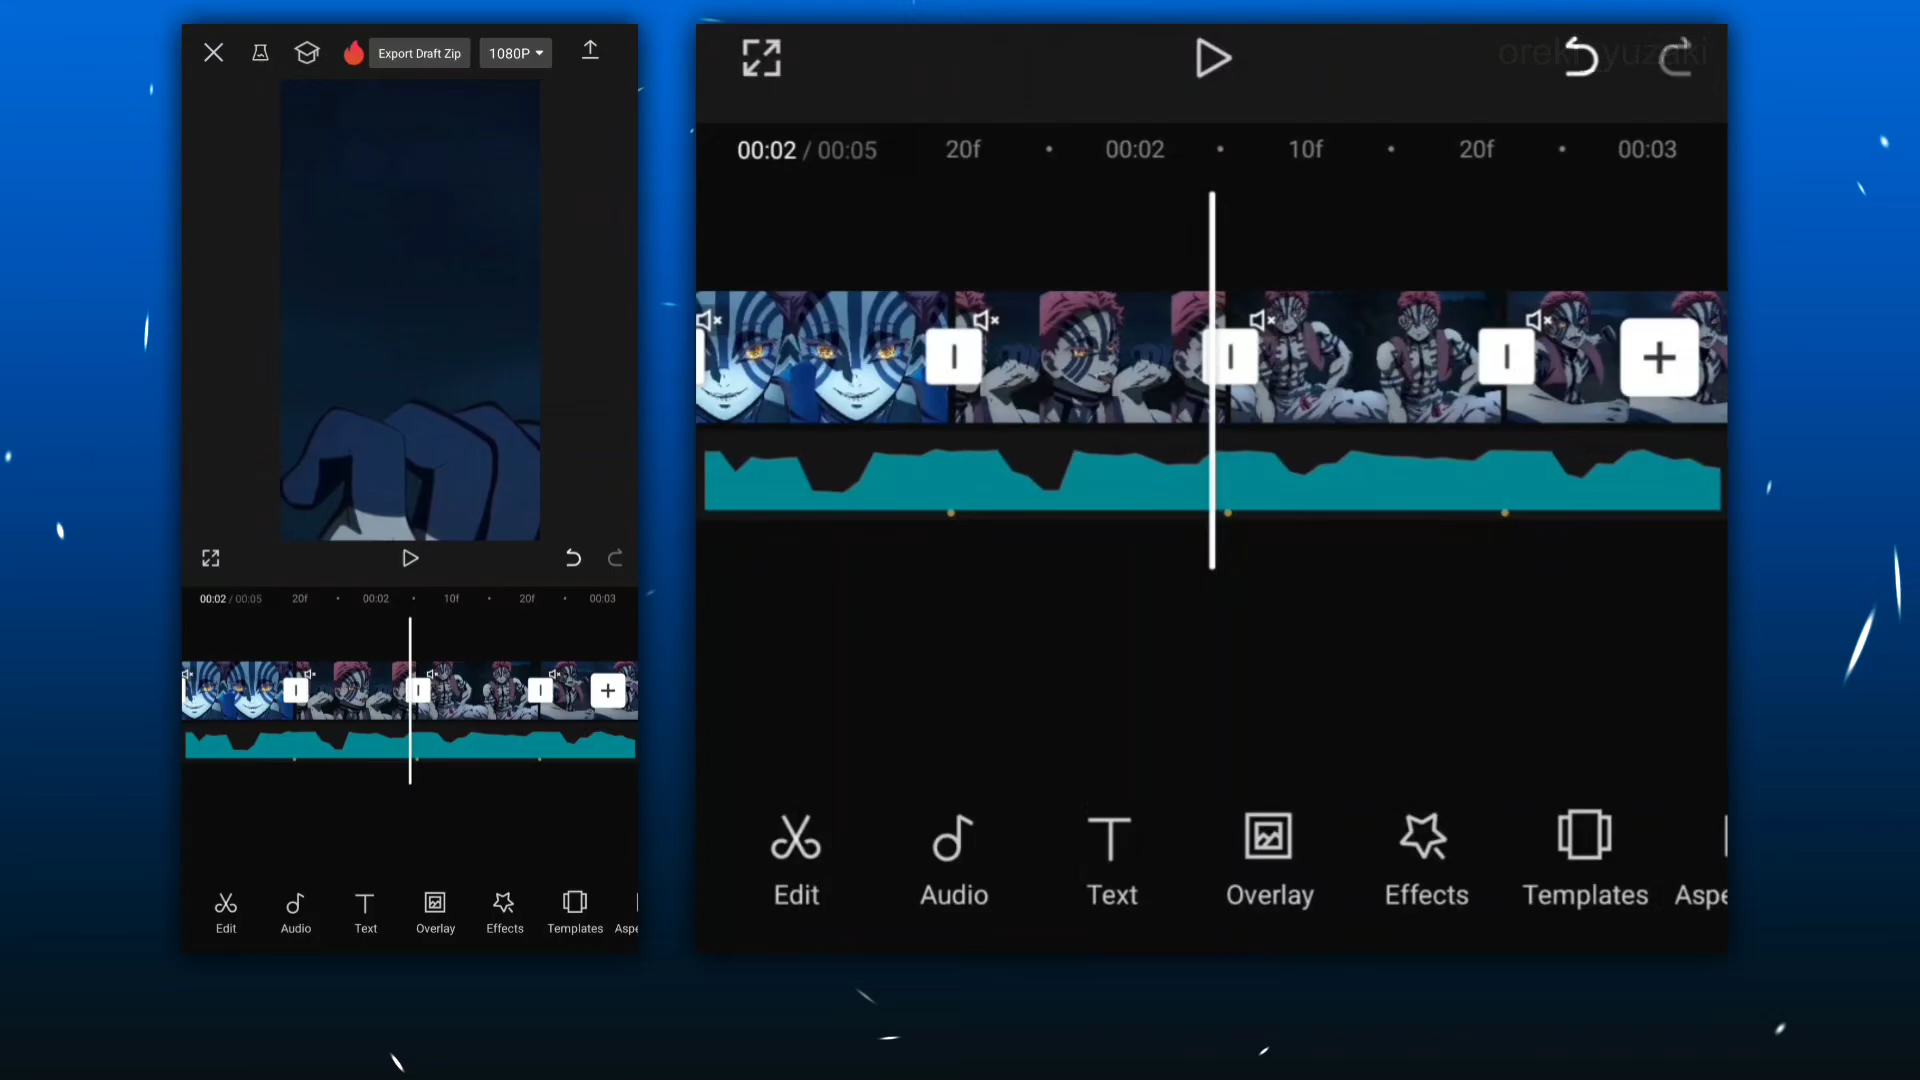 Export Draft Zip
1080P
00:02 / 00:05 20f 00:02 10f 20f 00:03
Edit Audio Text Overlay Effects Templates Aspe
oreki_yuzaki
00:02 / 00:05 20f 00:02 10f 20f 00:03
Edit Audio Text Overlay Effects Templates Aspe